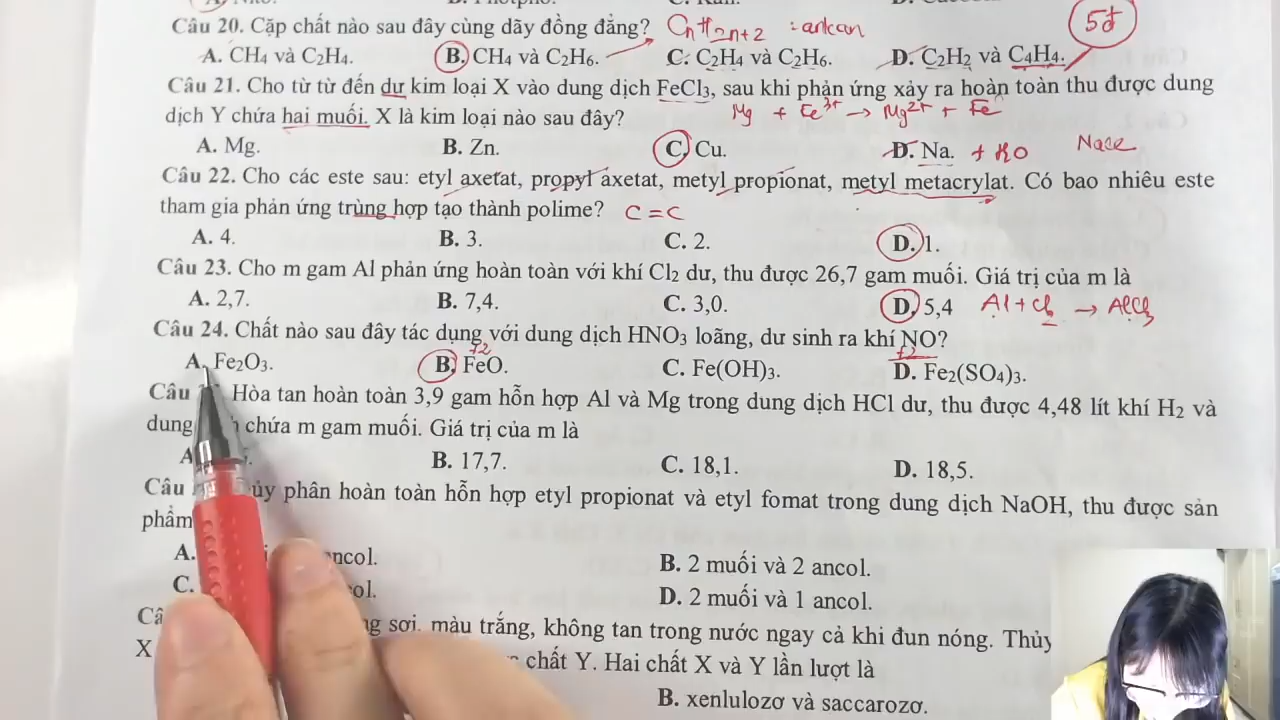 Câu 20. Cặp chất nào sau đây cùng dãy đồng đẳng? CnH2n+2 : ankan 5đ
A. CH4 và C2H4. B. CH4 và C2H6. C. C2H4 và C2H6. D. C2H2 và C4H4.
Câu 21. Cho từ từ đến dư kim loại X vào dung dịch FeCl3, sau khi phản ứng xảy ra hoàn toàn thu được dung
dịch Y chứa hai muối. X là kim loại nào sau đây? Mg + Fe3+ → Mg2+ + Fe
A. Mg. B. Zn. C. Cu. D. Na. + H2O
Câu 22. Cho các este sau: etyl axetat, propyl axetat, metyl propionat, metyl metacrylat. Có bao nhiêu este
tham gia phản ứng trùng hợp tạo thành polime? C = C
A. 4. B. 3. C. 2. D. 1.
Câu 23. Cho m gam Al phản ứng hoàn toàn với khí Cl2 dư, thu được 26,7 gam muối. Giá trị của m là
A. 2,7. B. 7,4. C. 3,0. D. 5,4 Al + Cl2 → AlCl3
Câu 24. Chất nào sau đây tác dụng với dung dịch HNO3 loãng, dư sinh ra khí NO?
+2 +2
A. Fe2O3. B. FeO. C. Fe(OH)3. D. Fe2(SO4)3.
Câu Hòa tan hoàn toàn 3,9 gam hỗn hợp Al và Mg trong dung dịch HCl dư, thu được 4,48 lít khí H2 và
dung chứa m gam muối. Giá trị của m là
A B. 17,7. C. 18,1. D. 18,5.
Câu phân hoàn toàn hỗn hợp etyl propionat và etyl fomat trong dung dịch NaOH, thu được sản
phẩm
A. ancol. B. 2 muối và 2 ancol.
C. D. 2 muối và 1 ancol.
sợi, màu trắng, không tan trong nước ngay cả khi đun nóng. Thủy
X chất Y. Hai chất X và Y lần lượt là
B. xenlulozơ và saccarozơ.